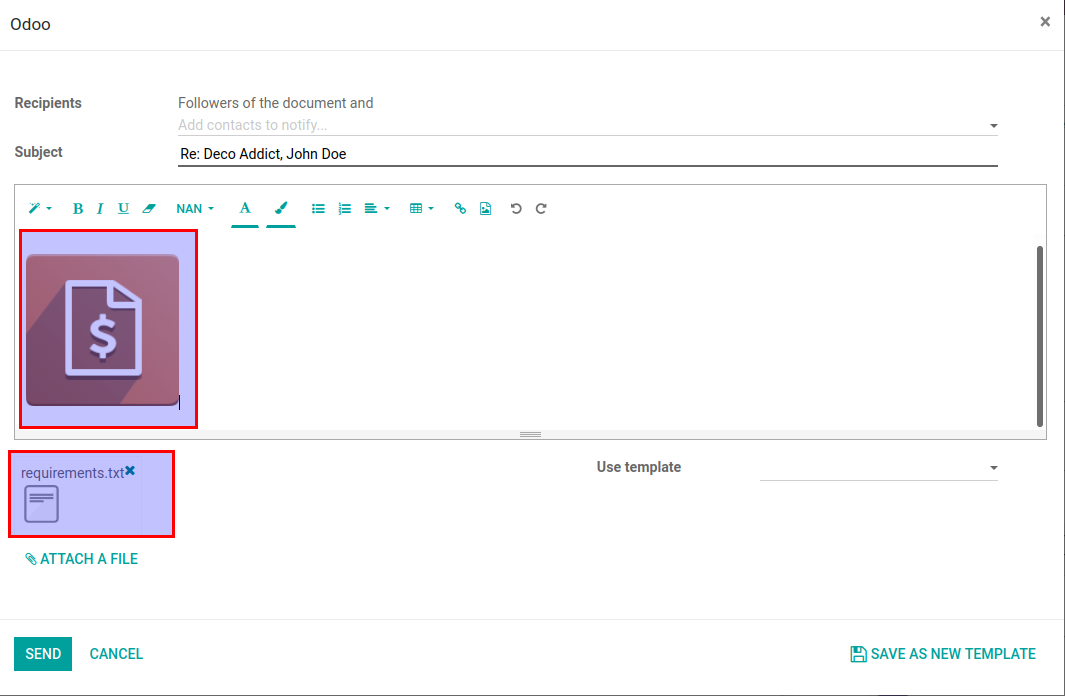 Odoo ×
Recipients Followers of the document and
Add contacts to notify...
Subject Re: Deco Addict, John Doe
B I U NAN A
$
requirements.txt
Use template
ATTACH A FILE
SEND CANCEL SAVE AS NEW TEMPLATE